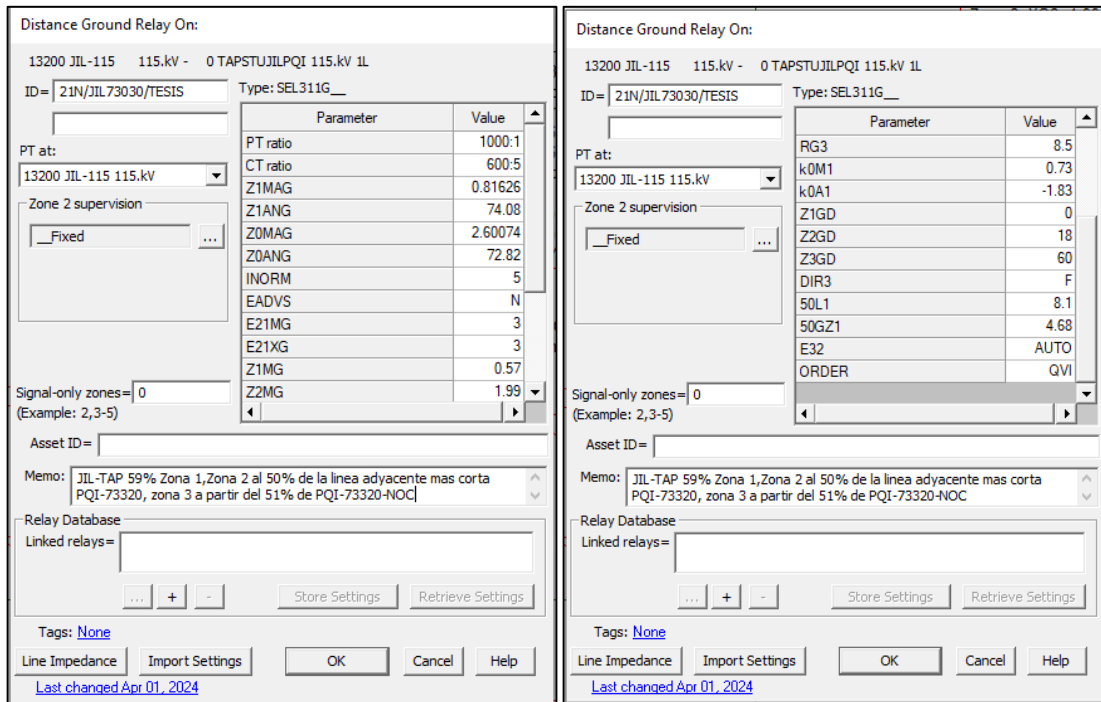 Distance Ground Relay On:
13200 JIL-115 115.kV - 0 TAPSTUJILPQI 115.kV 1L
ID= 21N/JIL73030/TESIS
Type: SEL311G__
Parameter Value
PT ratio 1000:1
CT ratio 600:5
Z1MAG 0.81626
Z1ANG 74.08
Z0MAG 2.60074
Z0ANG 72.82
INORM 5
EADVS N
E21MG 3
E21XG 3
Z1MG 0.57
Z2MG 1.99
PT at:
13200 JIL-115 115.kV
Zone 2 supervision
__Fixed ...
Signal-only zones= 0
(Example: 2,3-5)
Asset ID=
Memo: JIL-TAP 59% Zona 1,Zona 2 al 50% de la linea adyacente mas corta
PQI-73320, zona 3 a partir del 51% de PQI-73320-NOC
Relay Database
Linked relays=
... + - Store Settings Retrieve Settings
Tags: None
Line Impedance Import Settings OK Cancel Help
Last changed Apr 01, 2024
Distance Ground Relay On:
13200 JIL-115 115.kV - 0 TAPSTUJILPQI 115.kV 1L
ID= 21N/JIL73030/TESIS
Type: SEL311G__
Parameter Value
RG3 8.5
k0M1 0.73
k0A1 -1.83
Z1GD 0
Z2GD 18
Z3GD 60
DIR3 F
50L1 8.1
50GZ1 4.68
E32 AUTO
ORDER QVI
PT at:
13200 JIL-115 115.kV
Zone 2 supervision
__Fixed ...
Signal-only zones= 0
(Example: 2,3-5)
Asset ID=
Memo: JIL-TAP 59% Zona 1,Zona 2 al 50% de la linea adyacente mas corta
PQI-73320, zona 3 a partir del 51% de PQI-73320-NOC
Relay Database
Linked relays=
... + - Store Settings Retrieve Settings
Tags: None
Line Impedance Import Settings OK Cancel Help
Last changed Apr 01, 2024